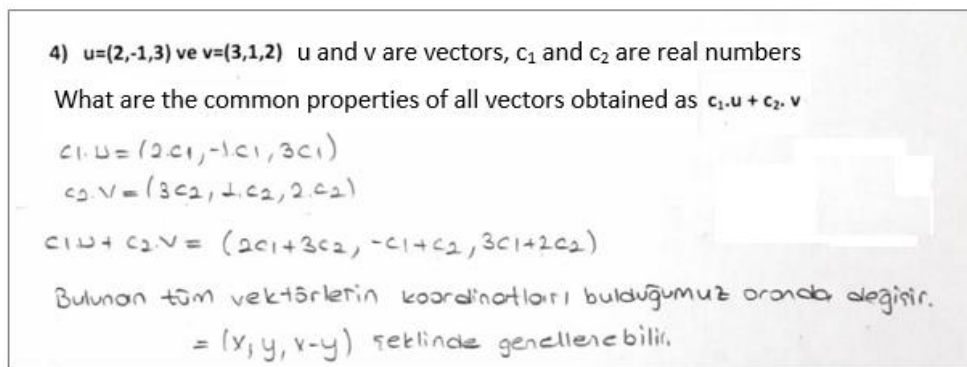 4) u=(2,-1,3) ve v=(3,1,2) u and v are vectors, c₁ and c₂ are real numbers
What are the common properties of all vectors obtained as c₁.u + c₂. v
c1.u=(2.c1,-1.c1,3c1)
c2.V=(3c2,1.c2,2.c2)
c1u+c2.V= (2c1+3c2,-c1+c2,3c1+2c2)
Bulunan tüm vektörlerin koordinatları bulduğumuz oranda değişir.
= (x,y,x-y) şeklinde genellenebilir.